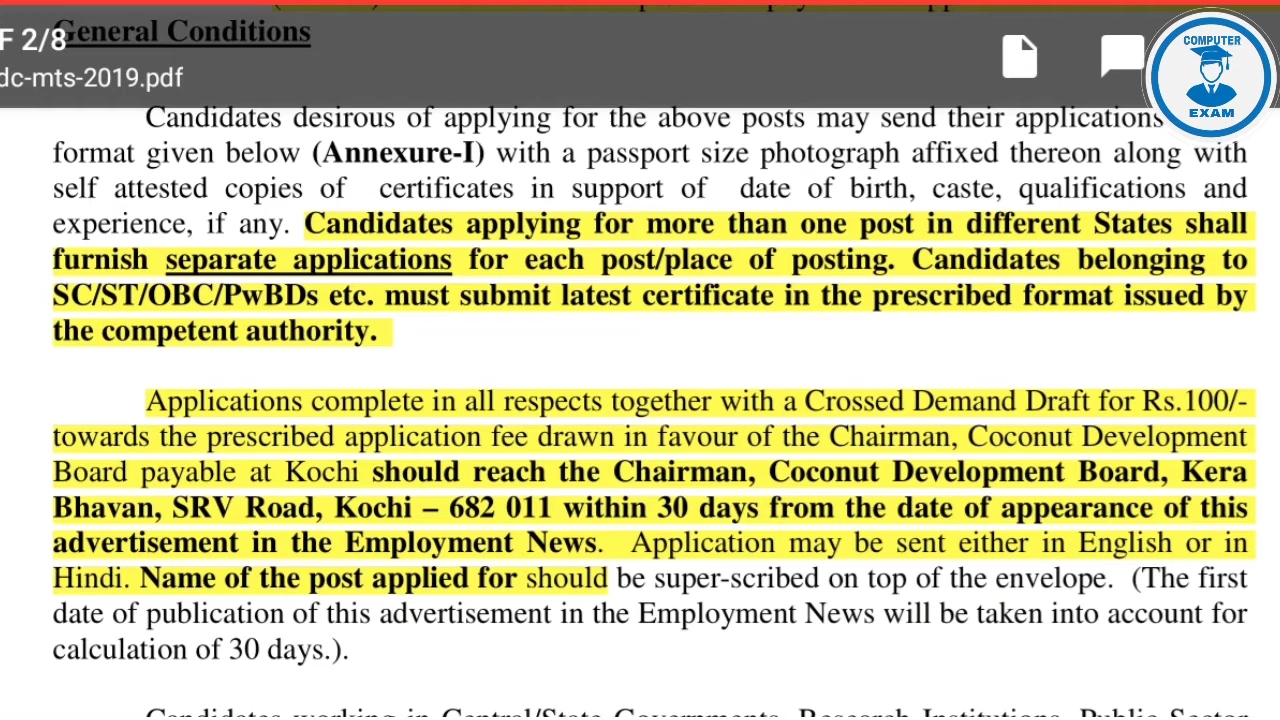 General Conditions
F 2/8
dc-mts-2019.pdf
COMPUTER
EXAM
Candidates desirous of applying for the above posts may send their applications
format given below (Annexure-I) with a passport size photograph affixed thereon along with
self attested copies of certificates in support of date of birth, caste, qualifications and
experience, if any. Candidates applying for more than one post in different States shall
furnish separate applications for each post/place of posting. Candidates belonging to
SC/ST/OBC/PwBDs etc. must submit latest certificate in the prescribed format issued by
the competent authority.
Applications complete in all respects together with a Crossed Demand Draft for Rs.100/-
towards the prescribed application fee drawn in favour of the Chairman, Coconut Development
Board payable at Kochi should reach the Chairman, Coconut Development Board, Kera
Bhavan, SRV Road, Kochi – 682 011 within 30 days from the date of appearance of this
advertisement in the Employment News. Application may be sent either in English or in
Hindi. Name of the post applied for should be super-scribed on top of the envelope. (The first
date of publication of this advertisement in the Employment News will be taken into account for
calculation of 30 days.).
Candidates working in Central/State Governments, Research Institutions, Public Sector